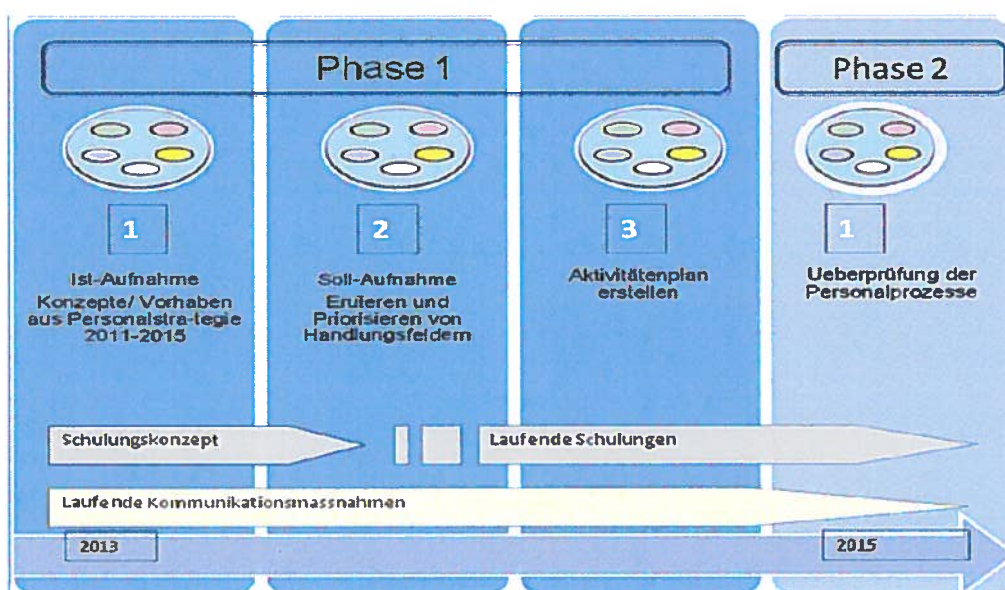 Phase 1
Phase 2
1
2
3
1
Ist-Aufnahme
Konzepte/ Vorhaben
aus Personalstra-tegie
2011-2015
Soll-Aufnahme
Eruieren und
Priorisieren von
Handlungsfeldern
Aktivitätenplan
erstellen
Ueberprüfung der
Personalprozesse
Schulungskonzept
Laufende Schulungen
Laufende Kommunikationsmassnahmen
2013
2015